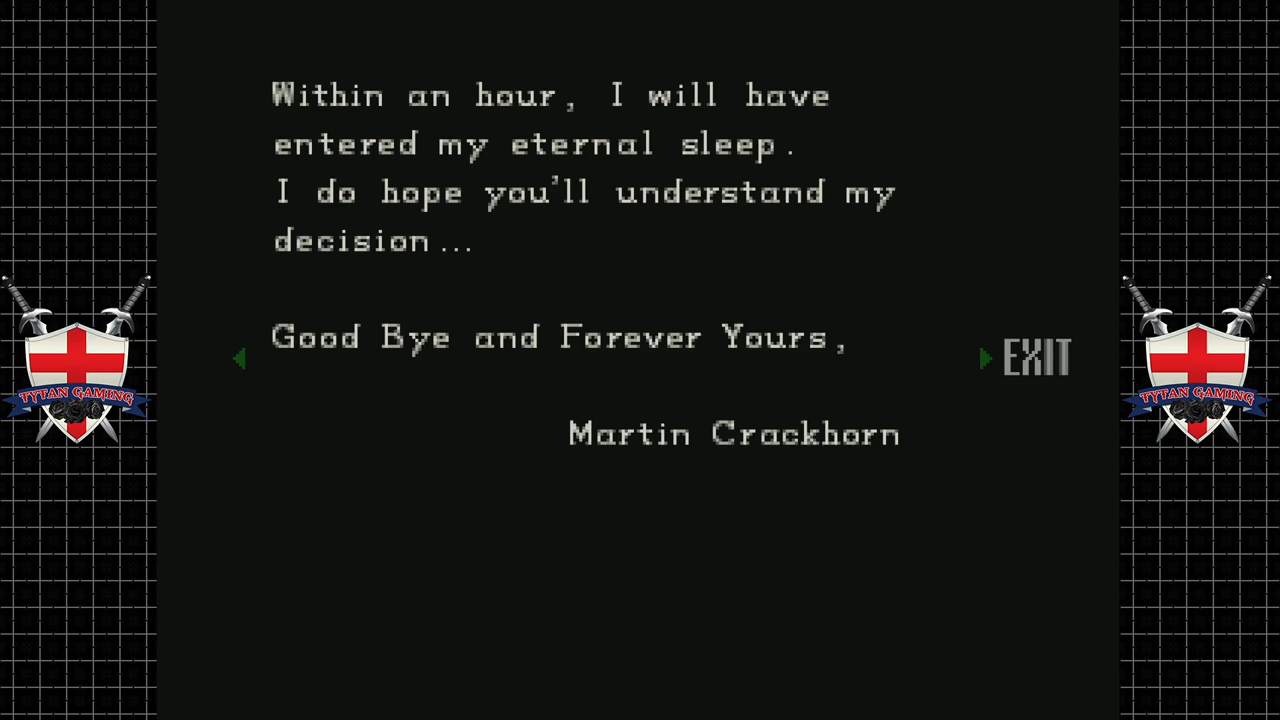 Within an hour, I will have
entered my eternal sleep.
I do hope you'll understand my
decision...
Good Bye and Forever Yours,
EXIT
Martin Crackhorn
TYTAN GAMING
TYTAN GAMING